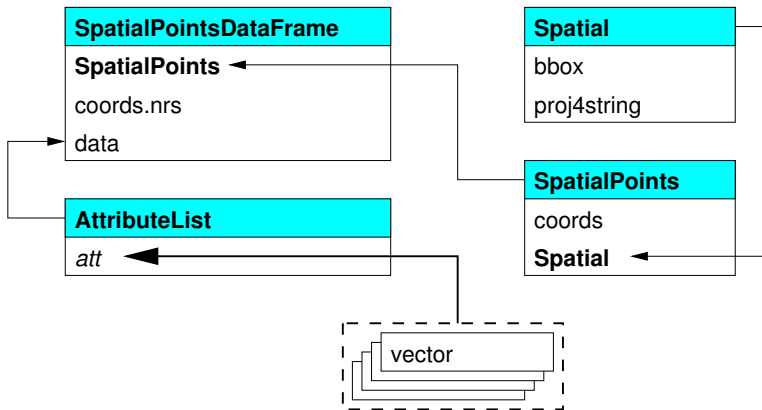 SpatialPointsDataFrame
SpatialPoints
coords.nrs
data
AttributeList
att
Spatial
bbox
proj4string
SpatialPoints
coords
Spatial
vector